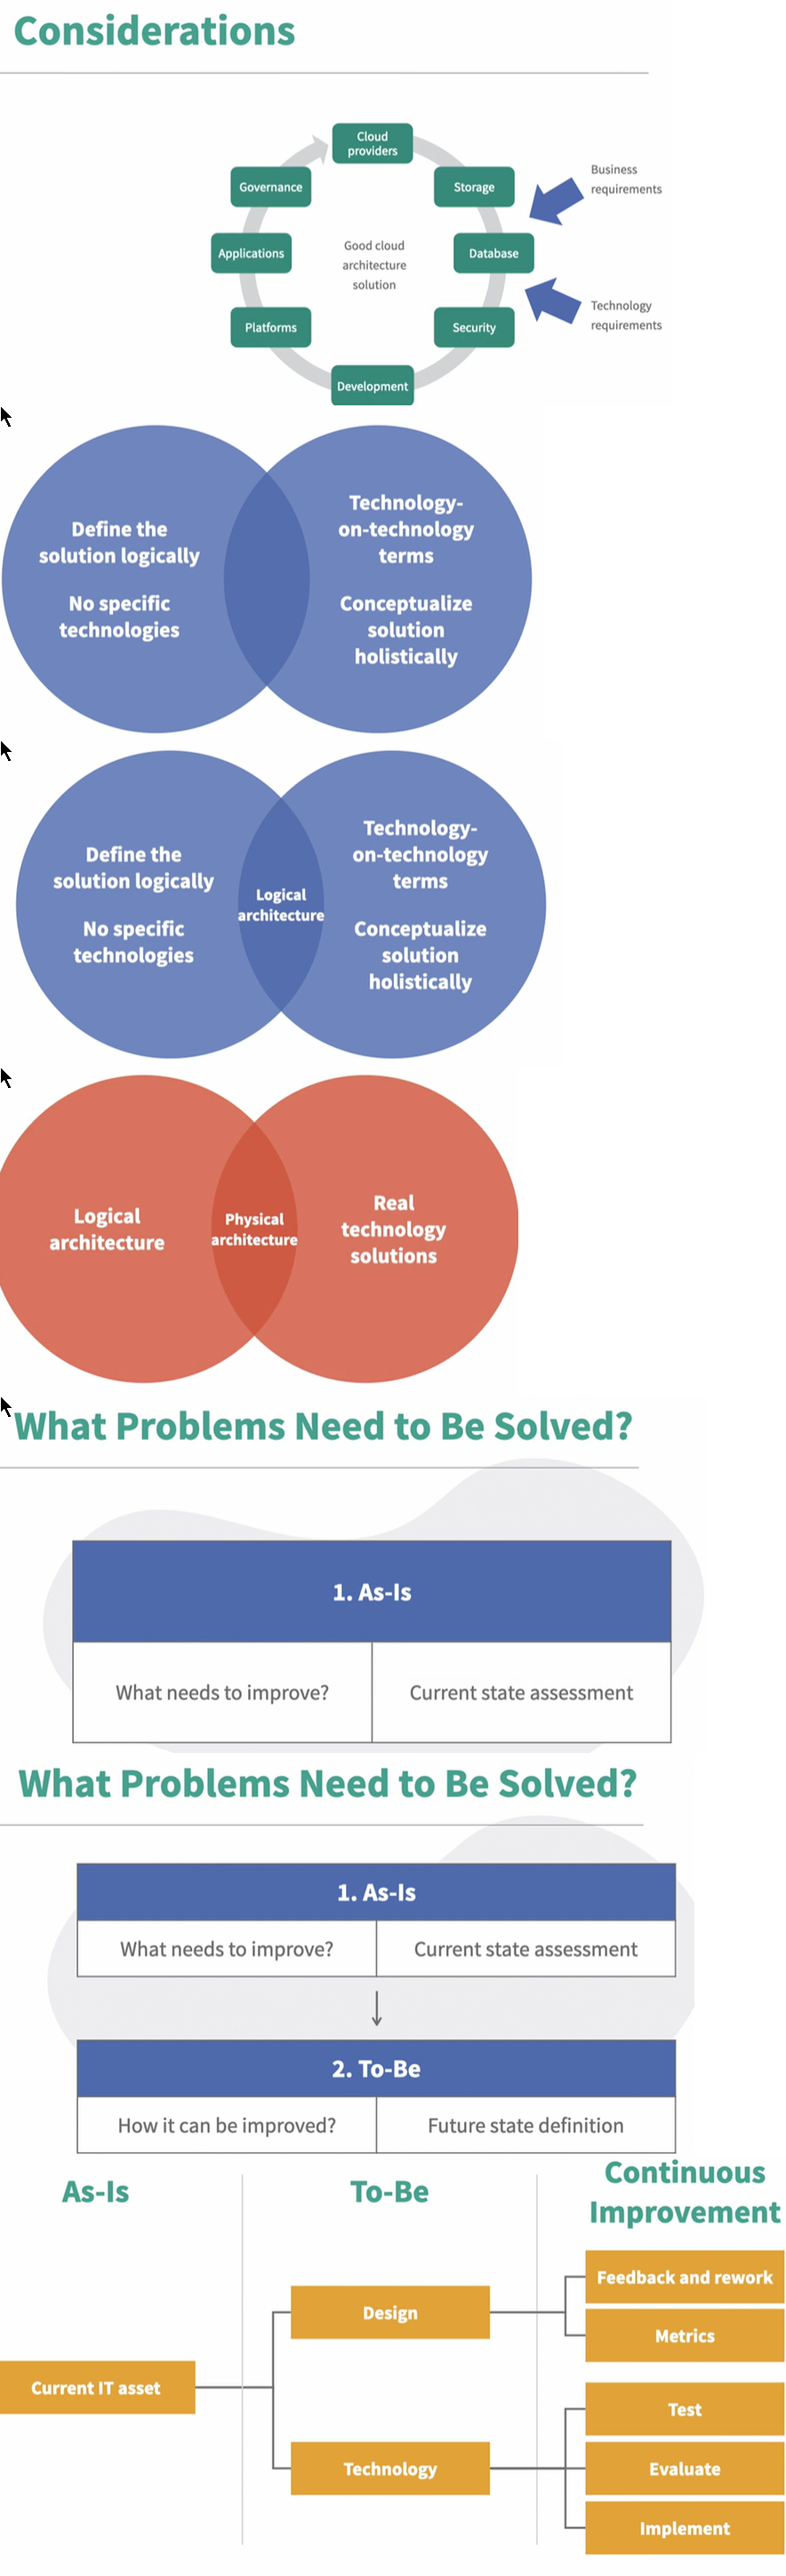 Considerations
Cloud
providers
Governance
Storage
Business
requirements
Applications
Good cloud
architecture
solution
Database
Platforms
Security
Technology
requirements
Development
Define the
solution logically
No specific
technologies
Technology-
on-technology
terms
Conceptualize
solution
holistically
Define the
solution logically
No specific
technologies
Logical
architecture
Technology-
on-technology
terms
Conceptualize
solution
holistically
Logical
architecture
Physical
architecture
Real
technology
solutions
What Problems Need to Be Solved?
1. As-Is
What needs to improve?
Current state assessment
What Problems Need to Be Solved?
1. As-Is
What needs to improve?
Current state assessment
2. To-Be
How it can be improved?
Future state definition
As-Is
To-Be
Continuous
Improvement
Current IT asset
Design
Technology
Feedback and rework
Metrics
Test
Evaluate
Implement